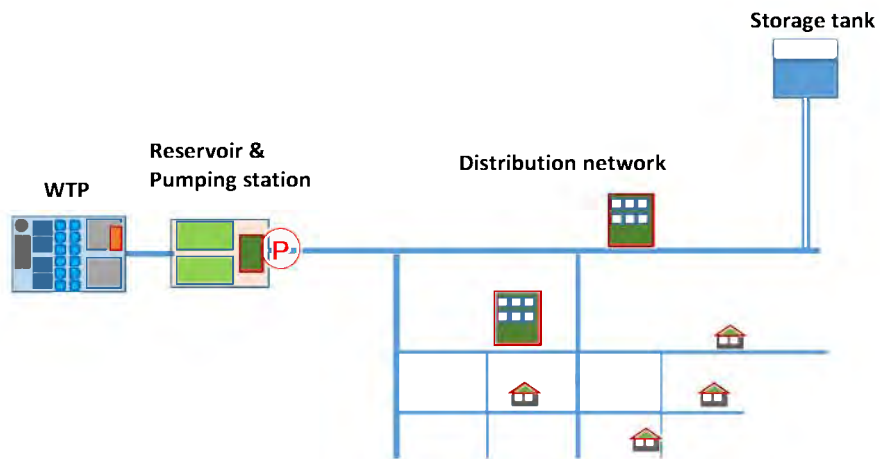 Storage tank
Reservoir &
Pumping station
Distribution network
WTP
P